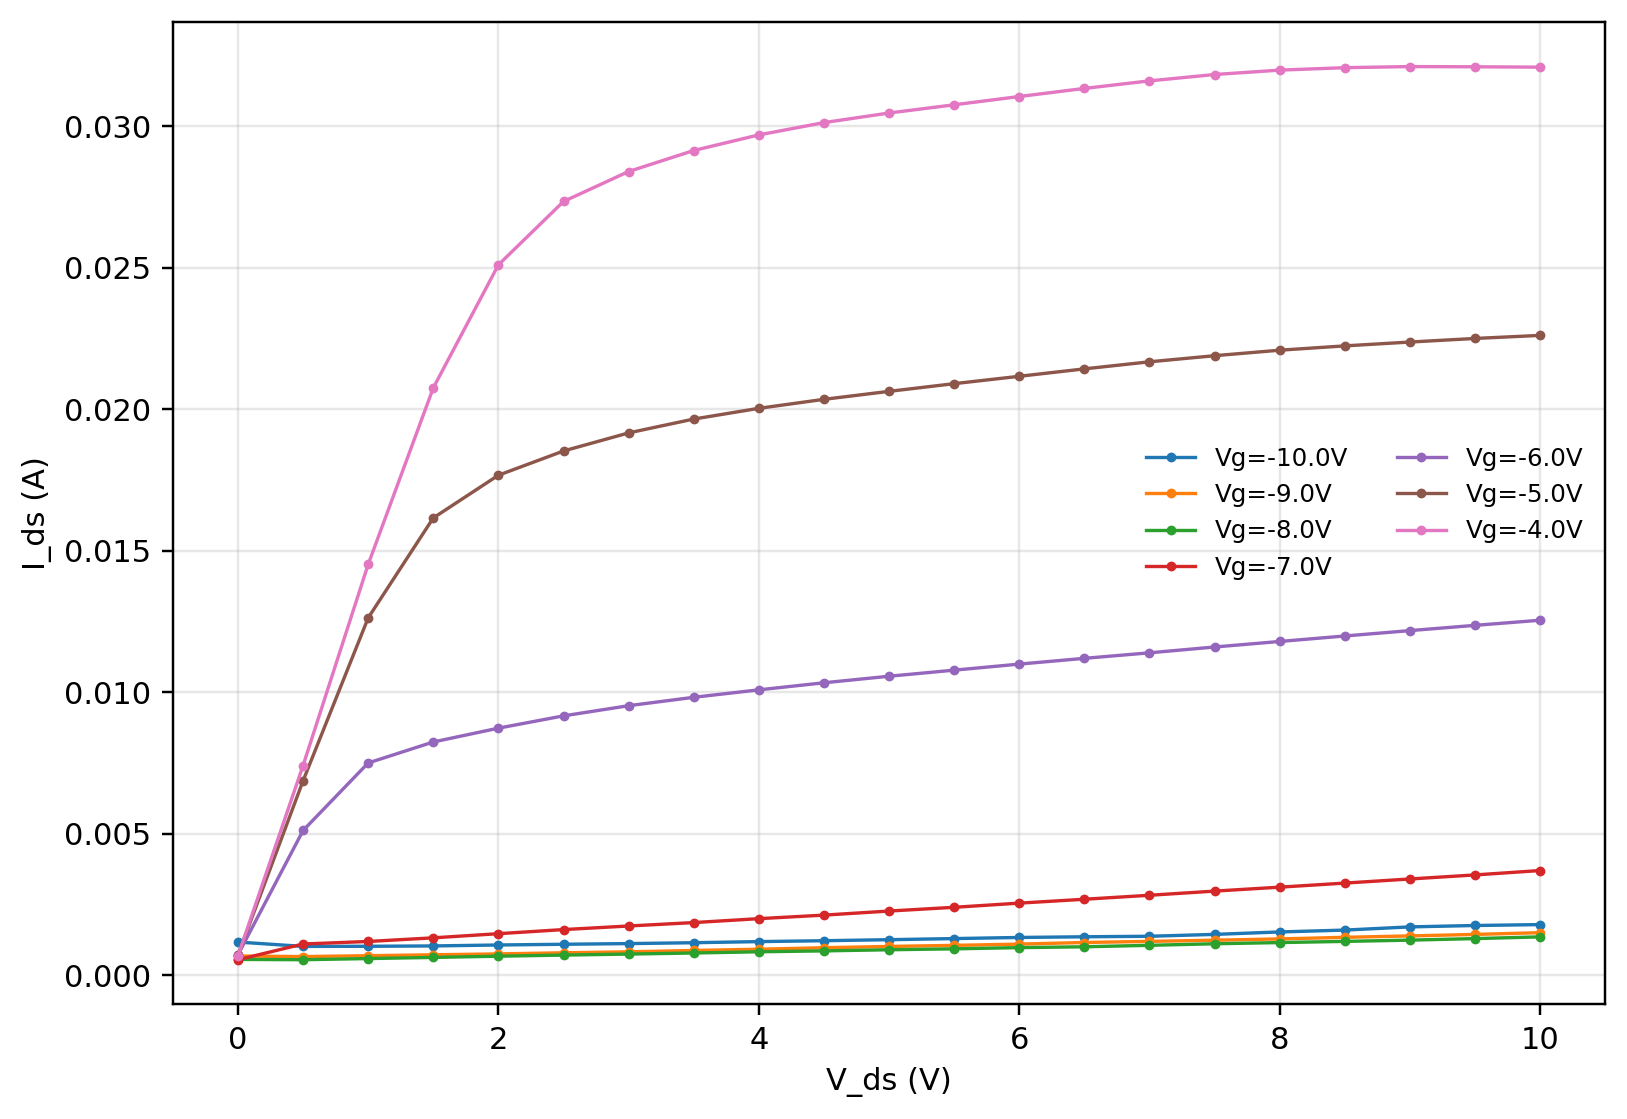 0.030
0.025
0.020
0.015
0.010
0.005
0.000
I_ds (A)
Vg=-10.0V
Vg=-9.0V
Vg=-8.0V
Vg=-7.0V
Vg=-6.0V
Vg=-5.0V
Vg=-4.0V
0 2 4 6 8 10
V_ds (V)